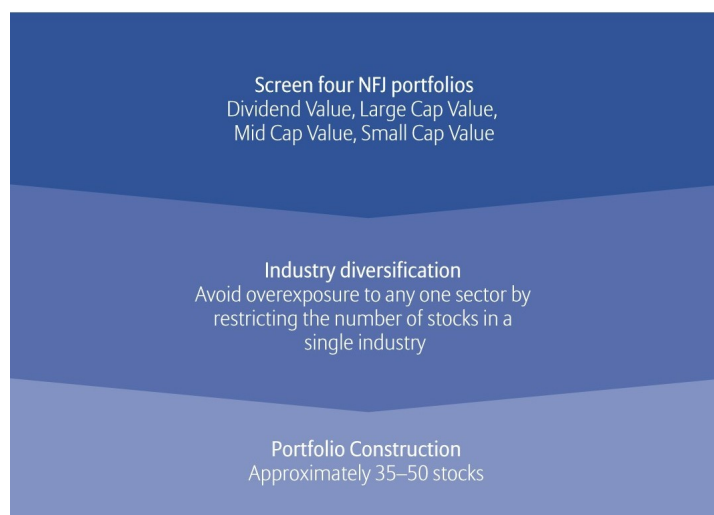 Screen four NFJ portfolios
Dividend Value, Large Cap Value,
Mid Cap Value, Small Cap Value
Industry diversification
Avoid overexposure to any one sector by
restricting the number of stocks in a
single industry
Portfolio Construction
Approximately 35–50 stocks